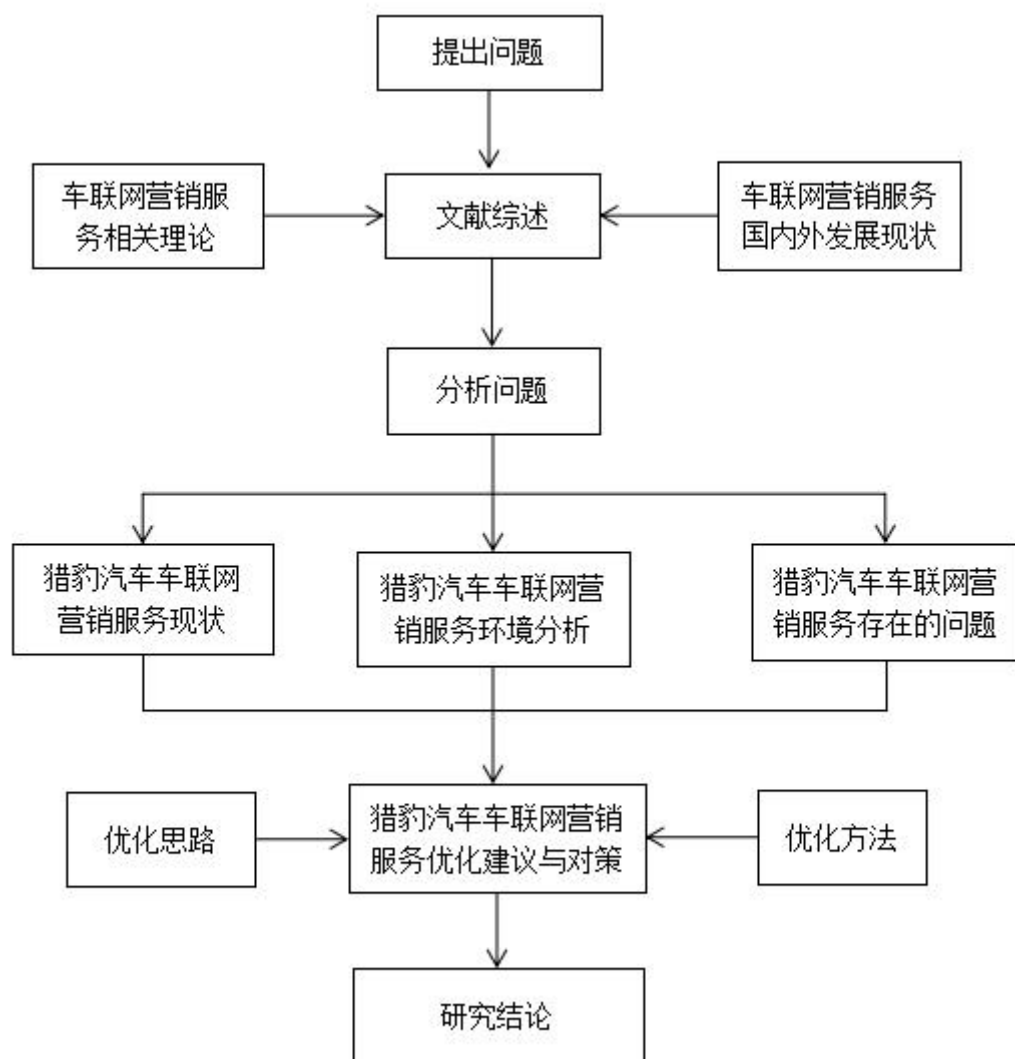 提出问题
车联网营销服
务相关理论
文献综述
车联网营销服务
国内外发展现状
分析问题
猎豹汽车车联网
营销服务现状
猎豹汽车车联网营
销服务环境分析
猎豹汽车车联网营
销服务存在的问题
优化思路
猎豹汽车车联网营销
服务优化建议与对策
优化方法
研究结论